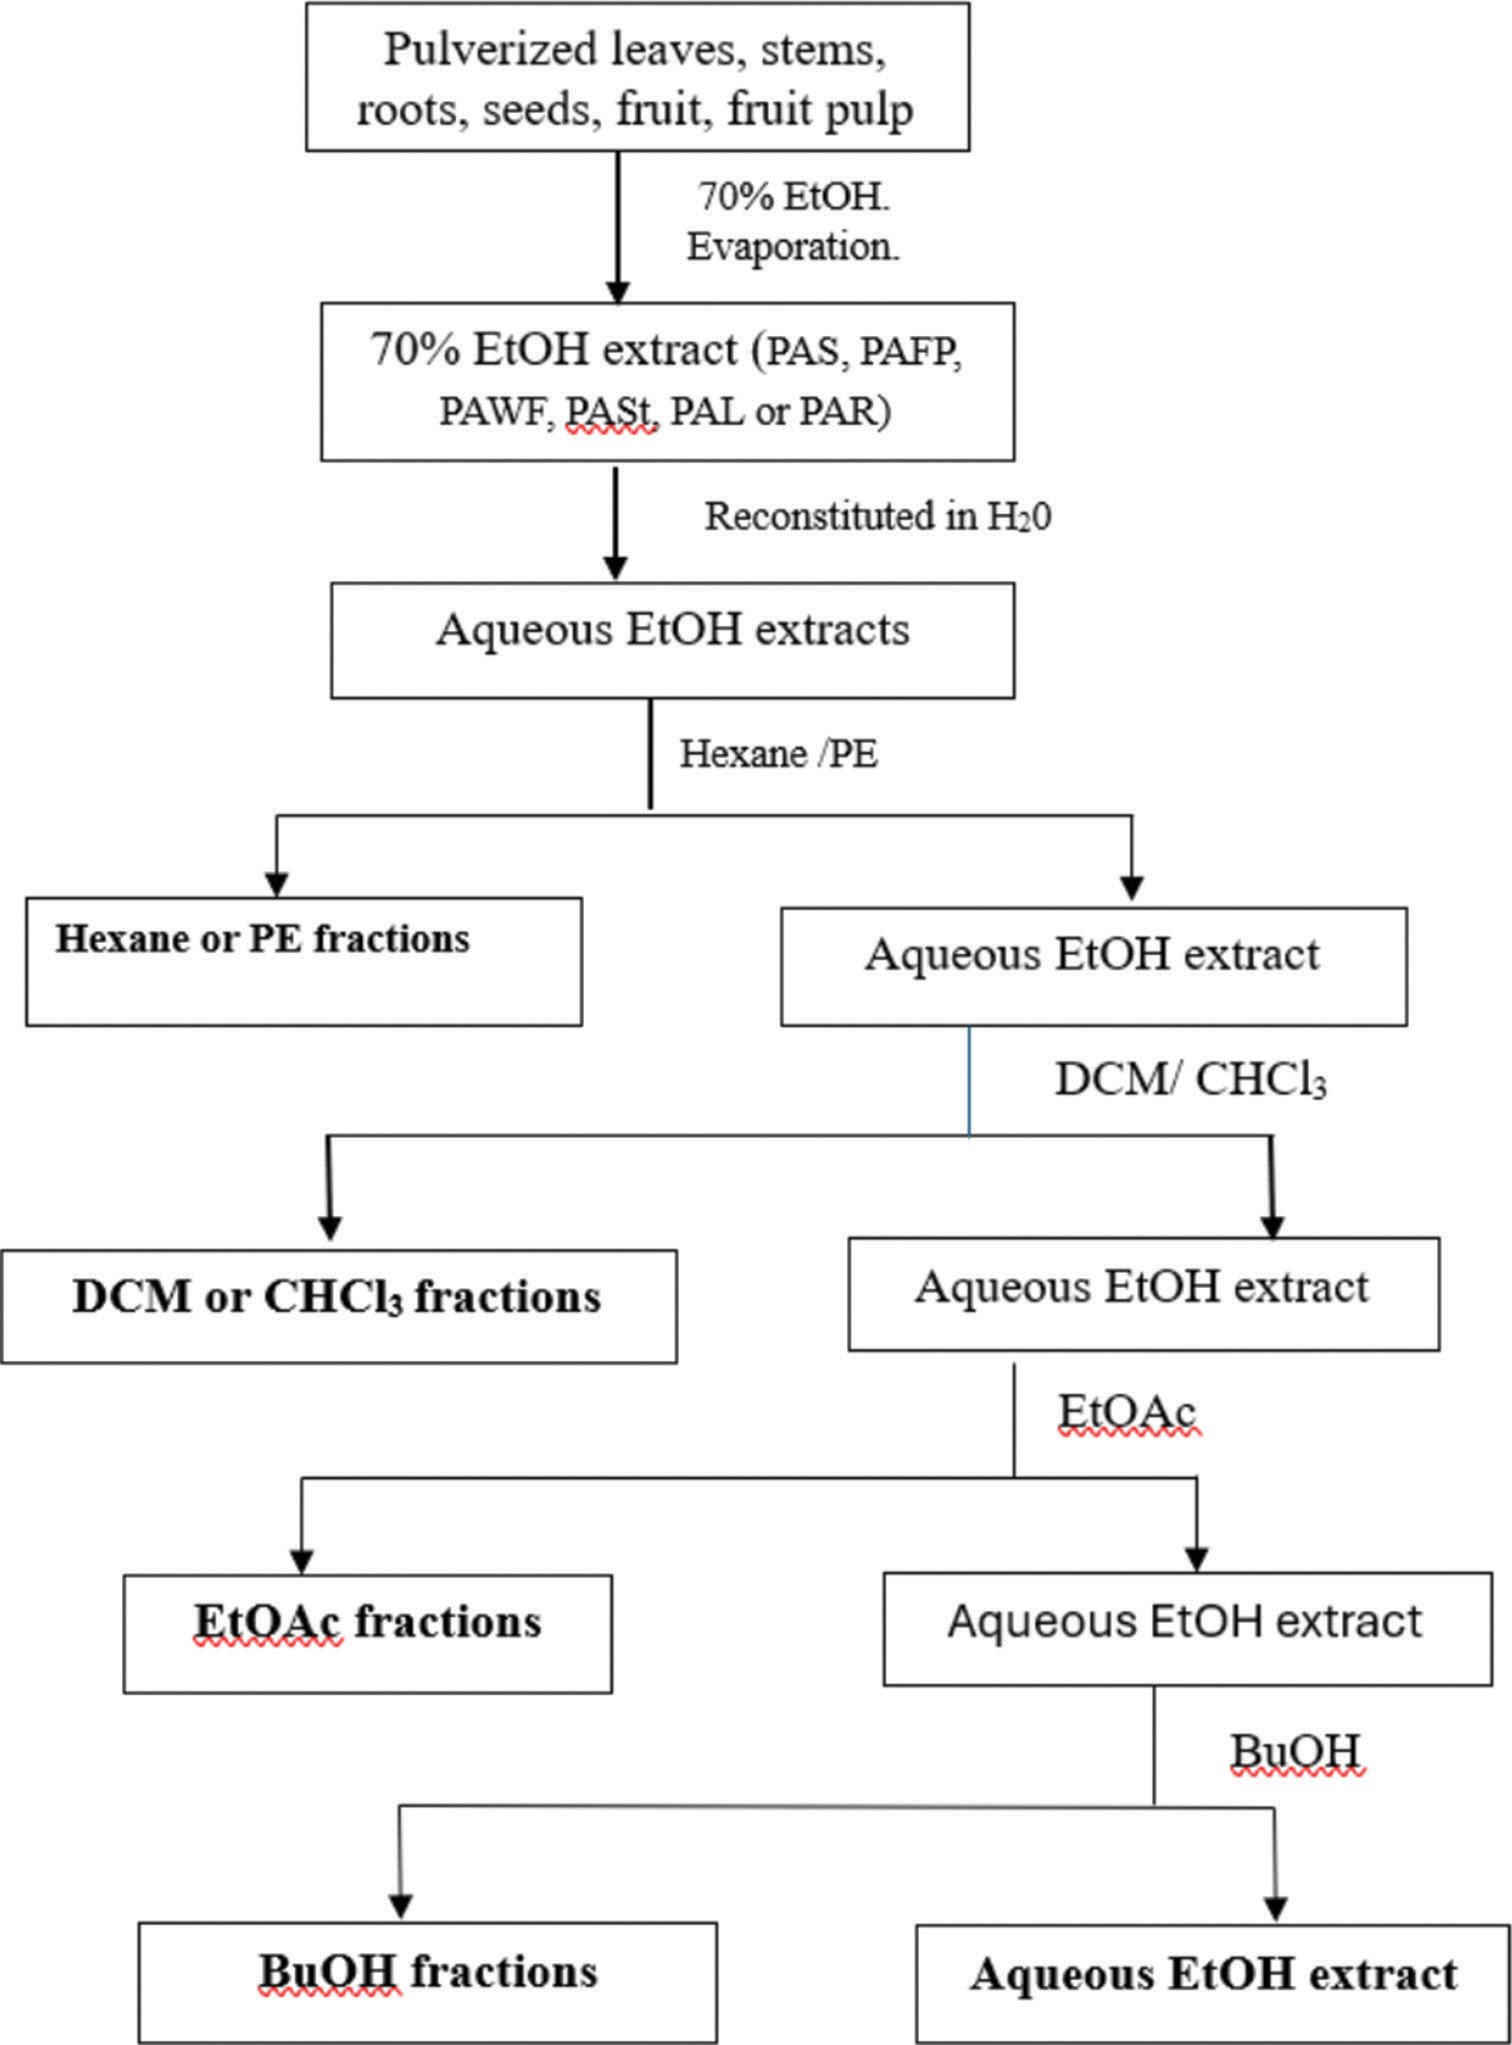 Pulverized leaves, stems,
roots, seeds, fruit, fruit pulp
70% EtOH.
Evaporation.
70% EtOH extract (PAS, PAFP,
PAWF, PASt, PAL or PAR)
Reconstituted in H₂0
Aqueous EtOH extracts
Hexane /PE
Hexane or PE fractions
Aqueous EtOH extract
DCM/ CHCl₃
DCM or CHCl₃ fractions
Aqueous EtOH extract
EtOAc
EtOAc fractions
Aqueous EtOH extract
BuOH
BuOH fractions
Aqueous EtOH extract